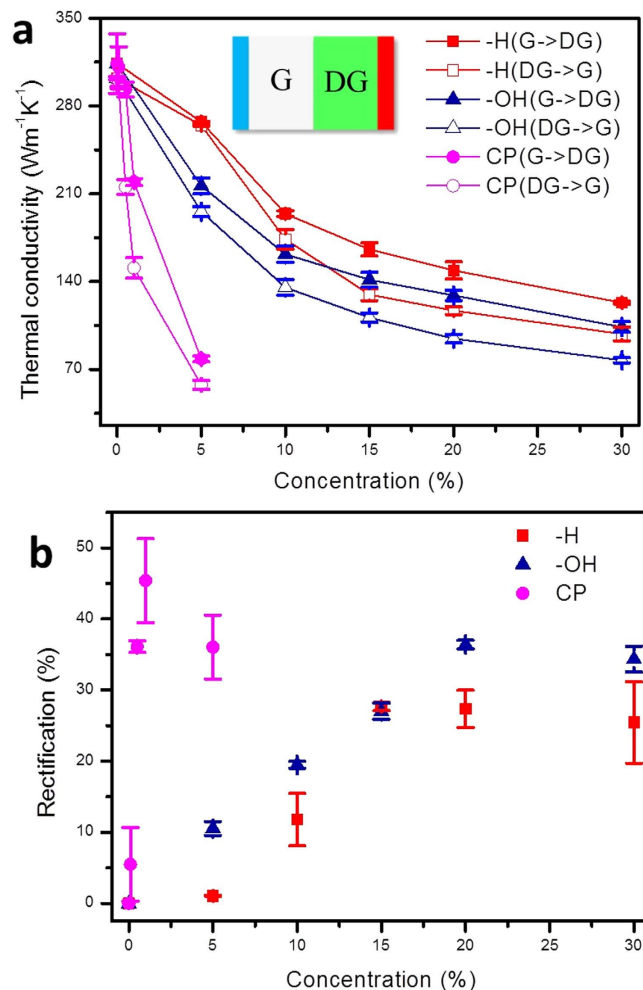 a
350
280
210
140
70
Thermal conductivity (Wm⁻¹K⁻¹)
G DG
-H(G->DG)
-H(DG->G)
-OH(G->DG)
-OH(DG->G)
CP(G->DG)
CP(DG->G)
0 5 10 15 20 25 30
Concentration (%)
b
50
40
30
20
10
0
Rectification (%)
-H
-OH
CP
0 5 10 15 20 25 30
Concentration (%)